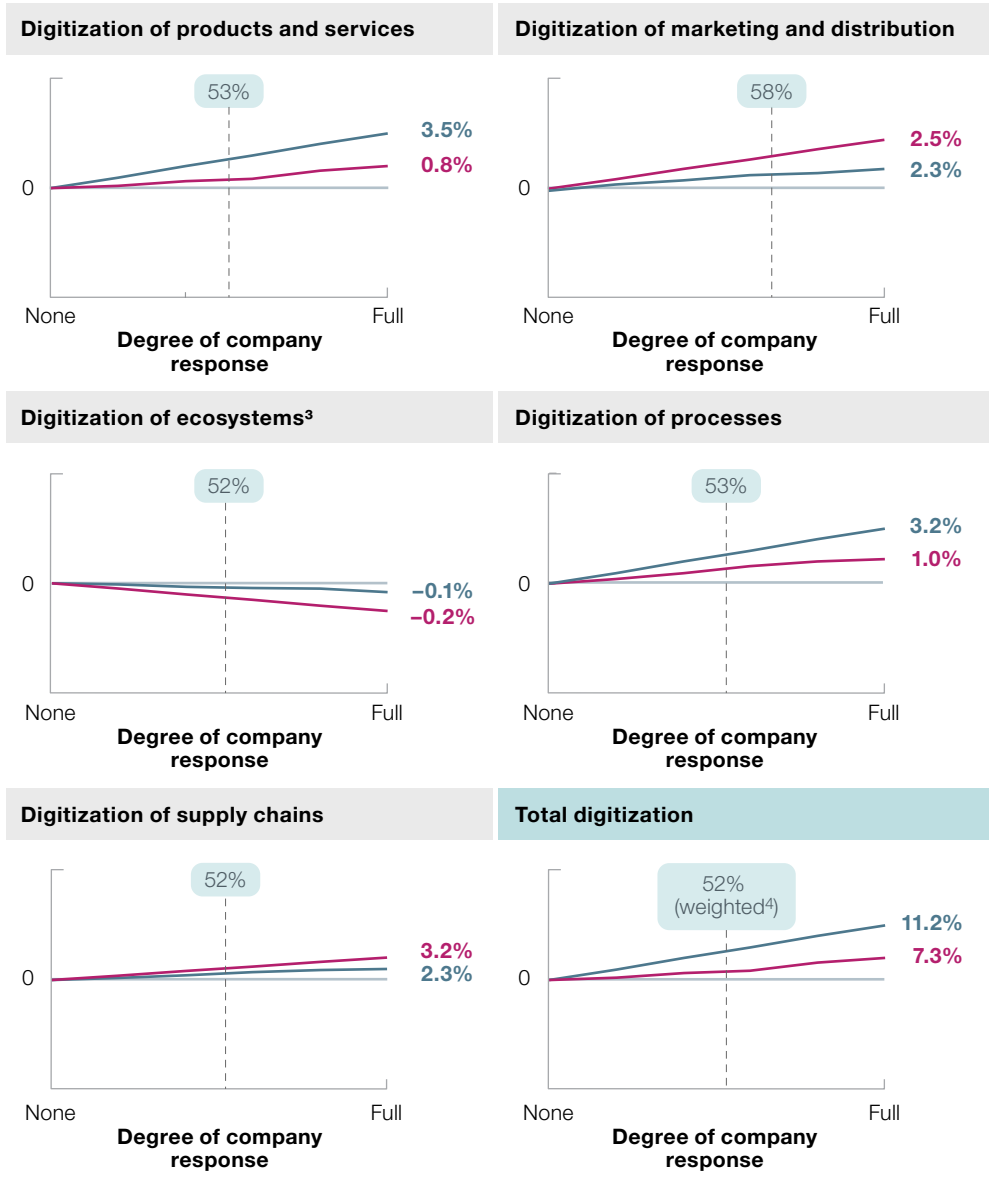 Digitization of products and services
53%
3.5%
0.8%
0
None
Full
Degree of company
response
Digitization of marketing and distribution
58%
2.5%
2.3%
0
None
Full
Degree of company
response
Digitization of ecosystems³
52%
0
–0.1%
–0.2%
None
Full
Degree of company
response
Digitization of processes
53%
3.2%
1.0%
0
None
Full
Degree of company
response
Digitization of supply chains
52%
3.2%
2.3%
0
None
Full
Degree of company
response
Total digitization
52%
(weighted⁴)
11.2%
7.3%
0
None
Full
Degree of company
response